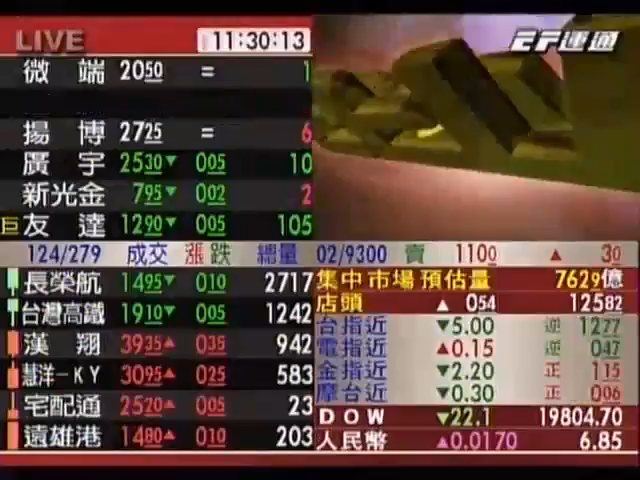 LIVE 11:30:13
EF運通
微端 2050 = 1
揚博 2725 = 6
廣宇 2530▼ 005 10
新光金 795▼ 002 2
巨 友達 1290▼ 005 105
124/279 成交 漲跌 總量
02/9300 賣 1100 ▲ 30
長榮航 1495▼ 010 2717
台灣高鐵 1910▼ 005 1242
漢翔 3935▲ 035 942
慧洋-KY 3095▲ 025 583
宅配通 2520▲ 005 23
遠雄港 1480▲ 010 203
集中市場預估量 7629億
店頭 ▲054 12582
台指近 ▼5.00 逆 1277
電指近 ▲0.15 逆 047
金指近 ▼2.20 正 115
摩台近 ▼0.30 正 006
DOW ▼22.1 19804.70
人民幣 ▲0.0170 6.85